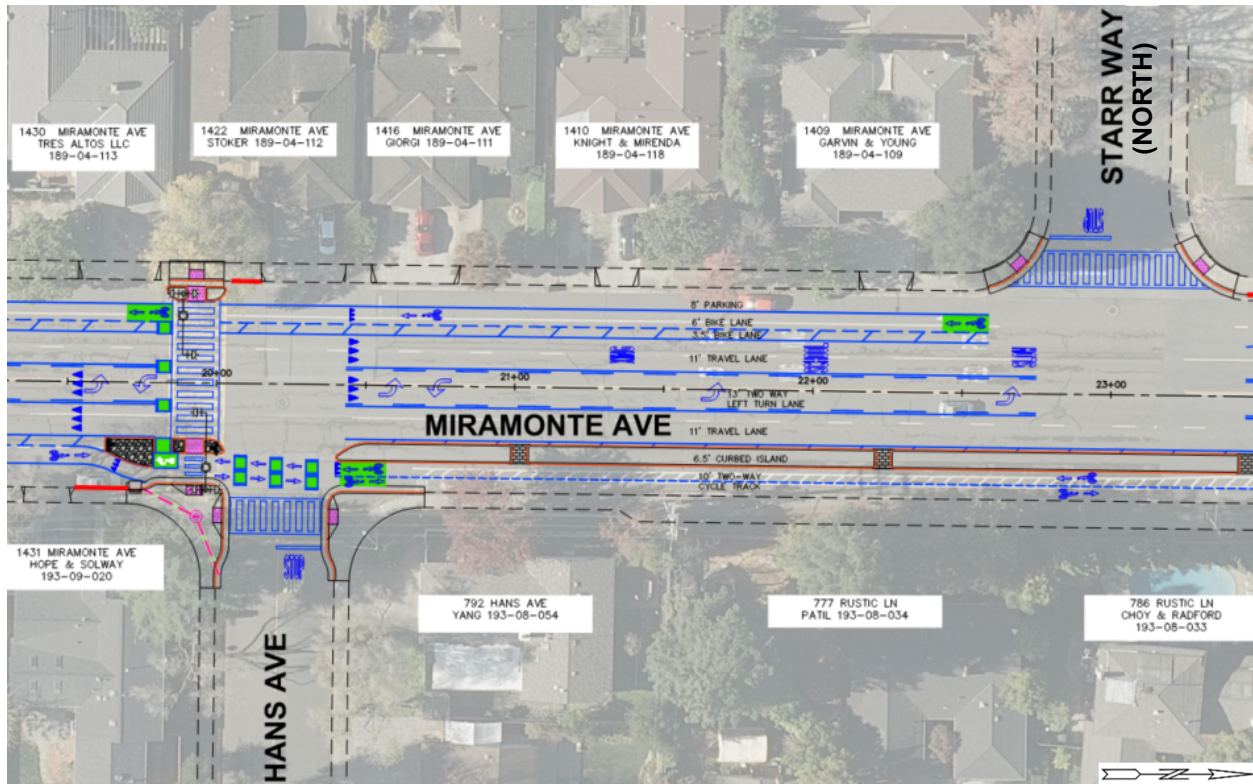 STARR WAY
(NORTH)
1430 MIRAMONTE AVE
TRES ALTOS LLC
189-04-113
1422 MIRAMONTE AVE
STOKER 189-04-112
1416 MIRAMONTE AVE
GIORGI 189-04-111
1410 MIRAMONTE AVE
KNIGHT & MIRENDA
189-04-118
1409 MIRAMONTE AVE
GARVIN & YOUNG
189-04-109
STOP
8' PARKING
6' BIKE LANE
3.5' BIKE LANE
11' TRAVEL LANE
20+00
21+00
22+00
23+00
13' TWO WAY
LEFT TURN LANE
MIRAMONTE AVE
11' TRAVEL LANE
6.5' CURBED ISLAND
10' TWO-WAY
CYCLE TRACK
STOP
1431 MIRAMONTE AVE
HOPE & SOLWAY
193-09-020
792 HANS AVE
YANG 193-08-054
777 RUSTIC LN
PATIL 193-08-034
786 RUSTIC LN
CHOY & RADFORD
193-08-033
HANS AVE
Z